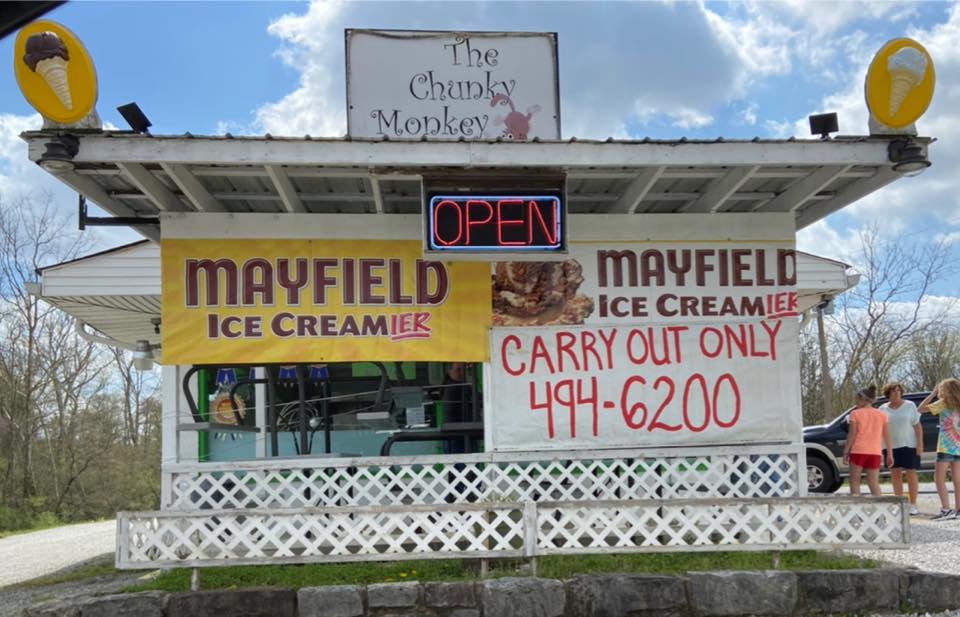 The
Chunky
Monkey
OPEN
MAYFIELD
ICE CREAMIER
MAYFIELD
ICE CREAMIER
CARRY OUT ONLY
494-6200